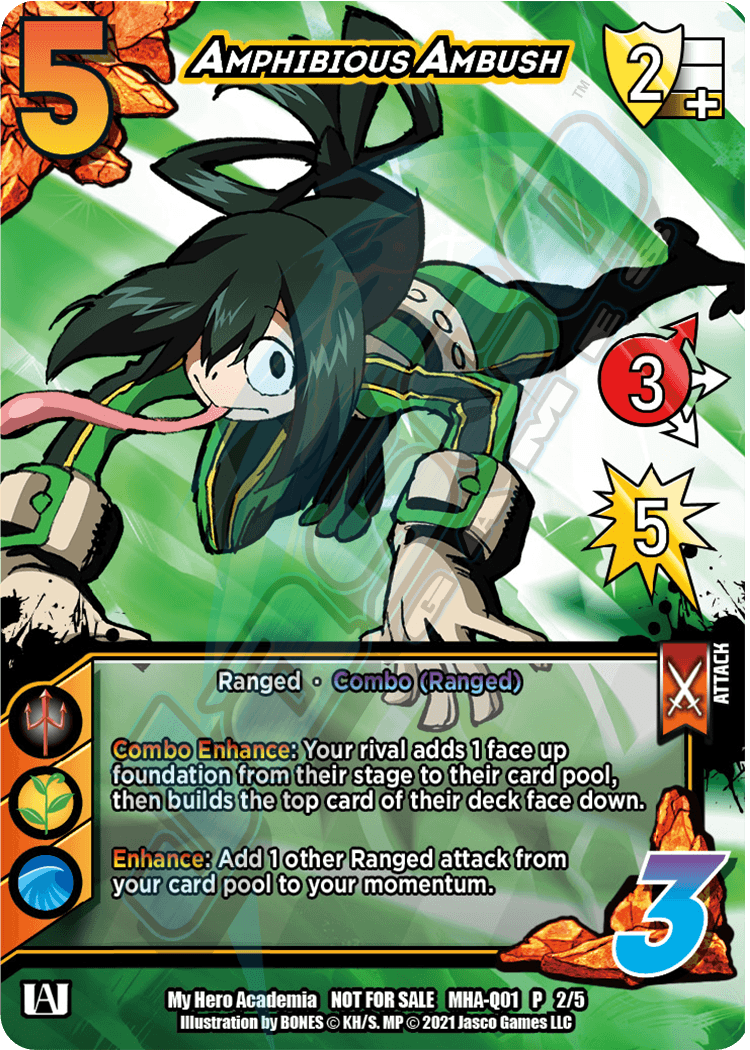 5
AMPHIBIOUS AMBUSH
2
+
TM
3
5
ATTACK
Ranged · Combo (Ranged)
Combo Enhance: Your rival adds 1 face up
foundation from their stage to their card pool,
then builds the top card of their deck face down.
Enhance: Add 1 other Ranged attack from
your card pool to your momentum.
3
UA
My Hero Academia NOT FOR SALE MHA-Q01 P 2/5
Illustration by BONES © KH/S. MP © 2021 Jasco Games LLC